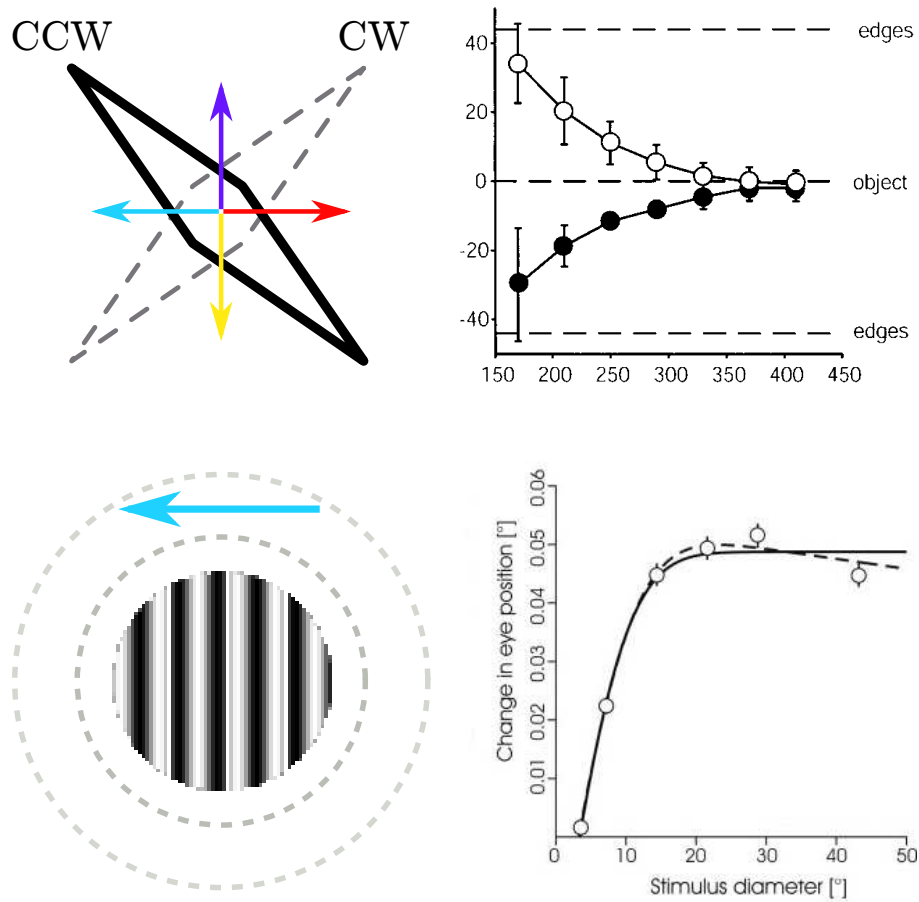 CCW CW
40
20
0
-20
-40
edges
object
edges
150 200 250 300 350 400 450
Change in eye position [°]
0.06
0.05
0.04
0.03
0.02
0.01
0 10 20 30 40 50
Stimulus diameter [°]